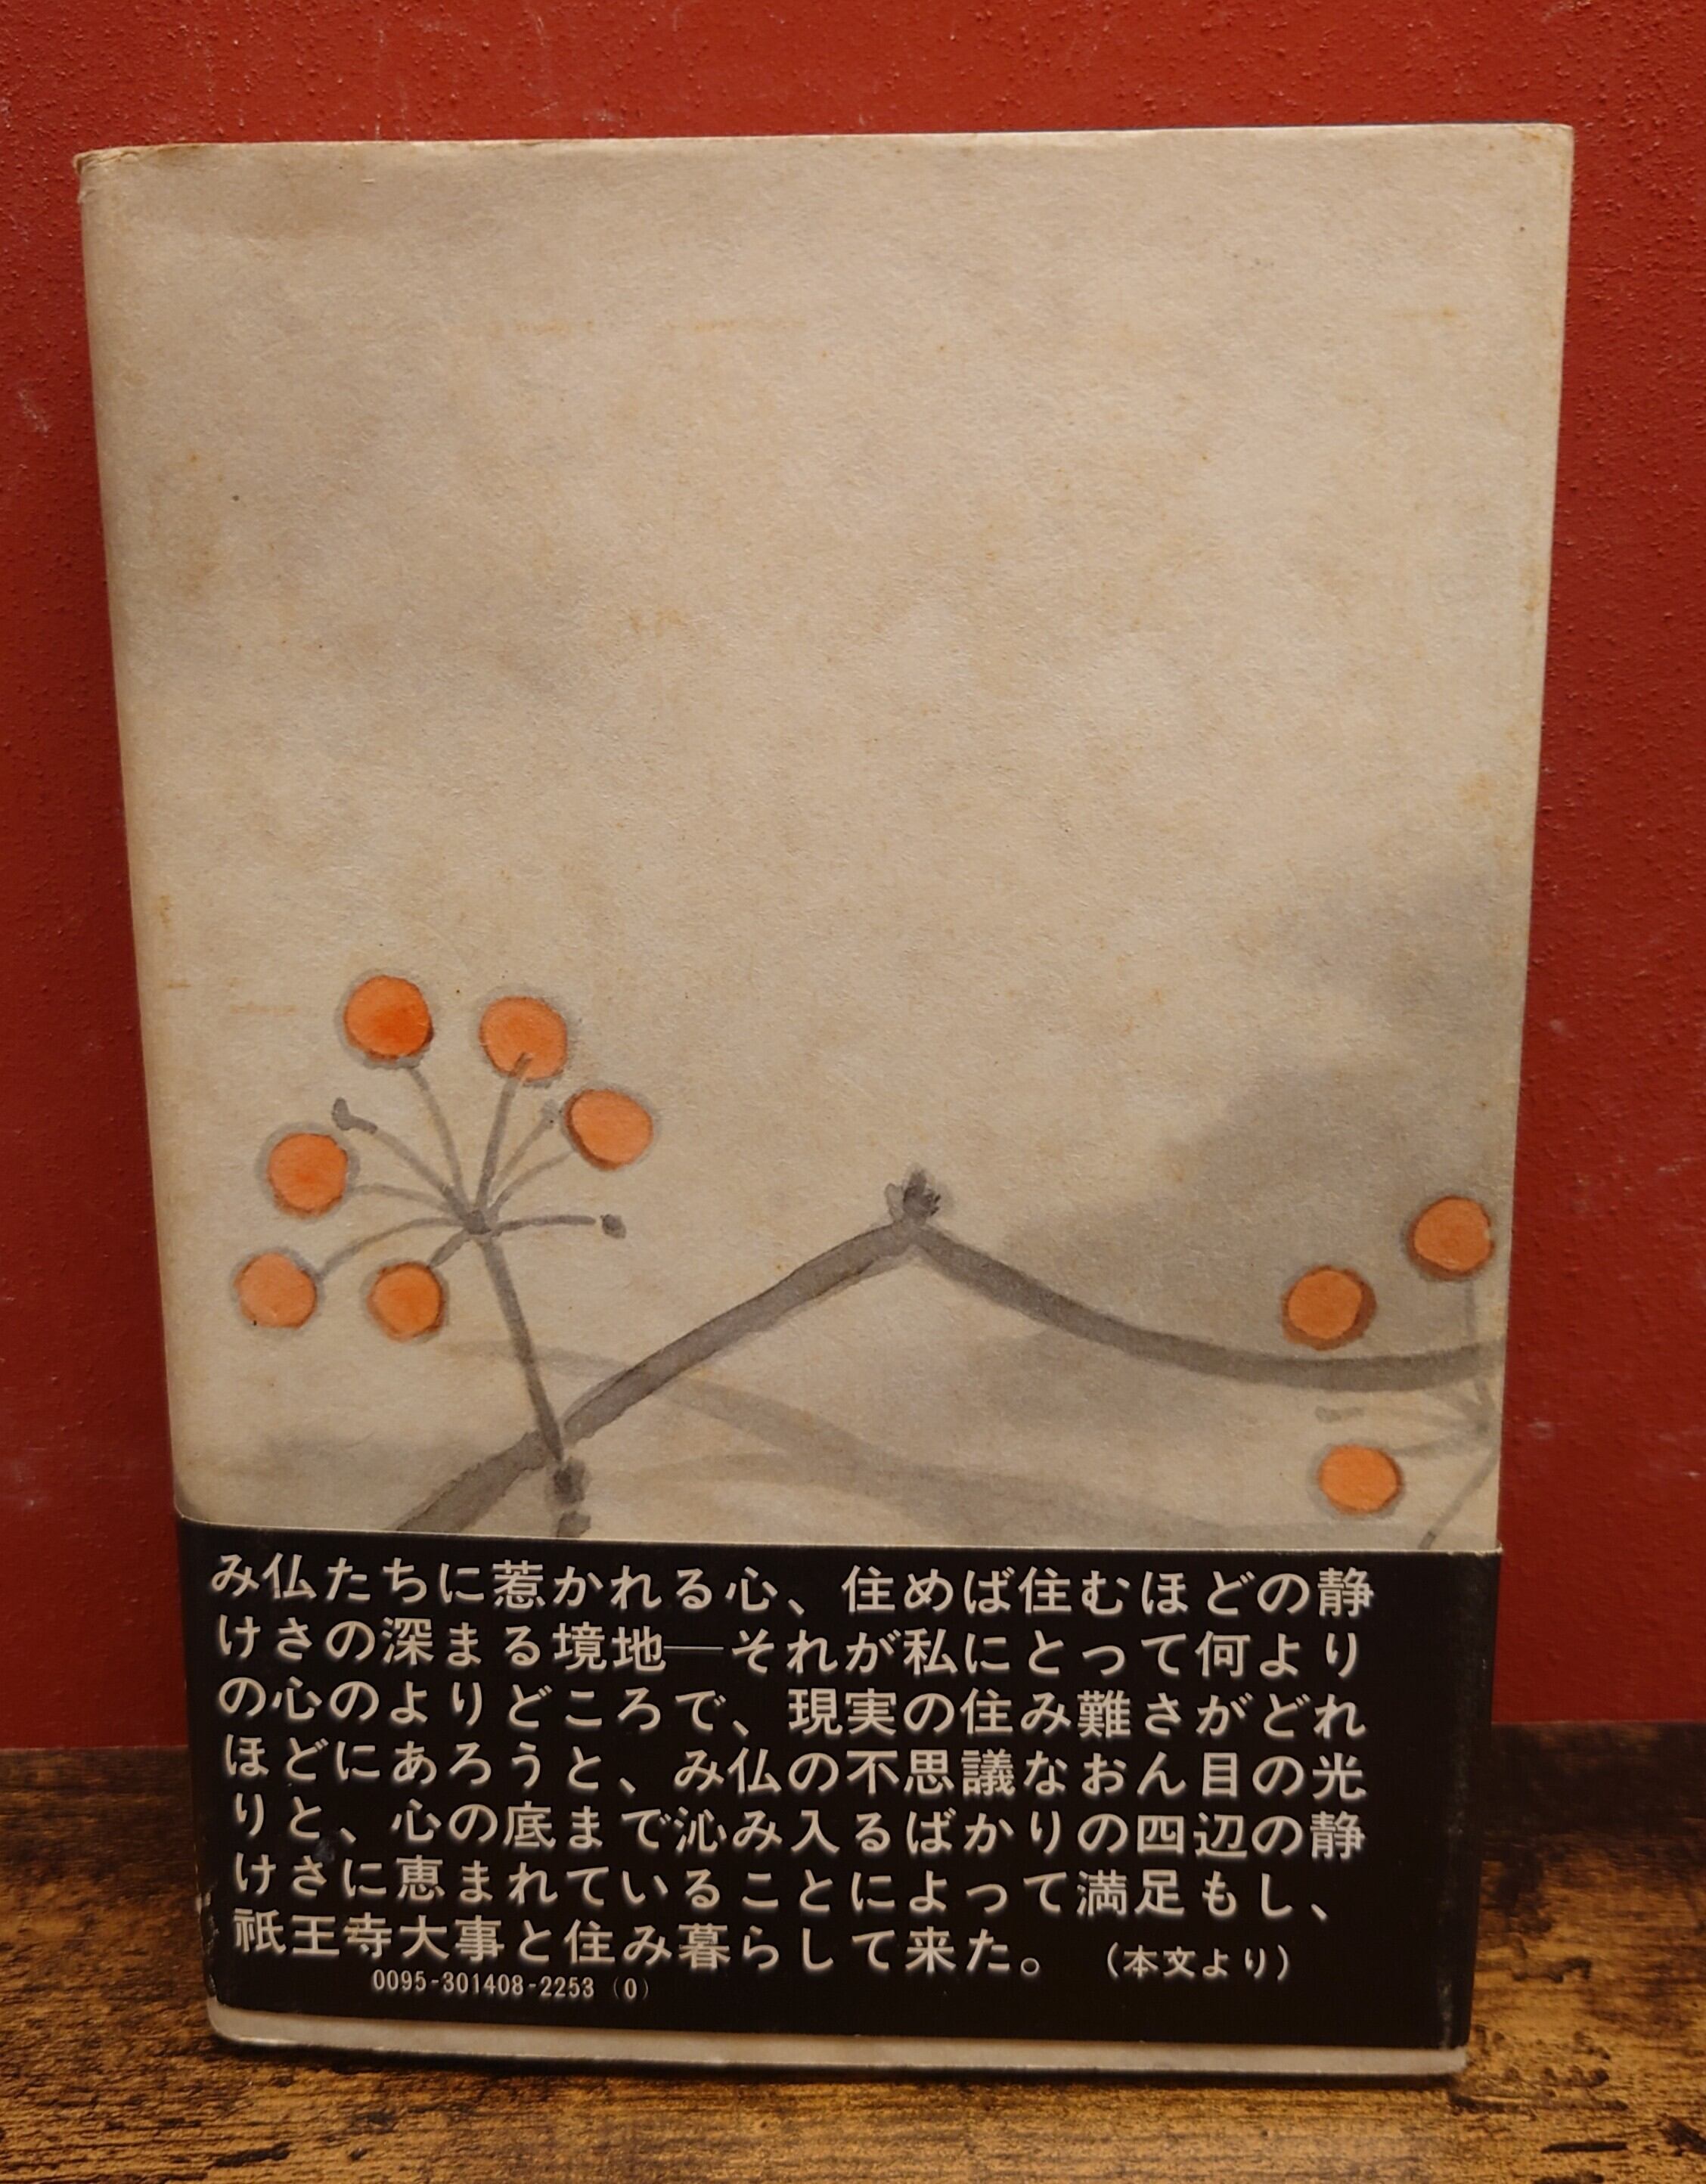 み仏たちに惹かれる心、住めば住むほどの静
けさの深まる境地──それが私にとって何より
の心のよりどころで、現実の住み難さがどれ
ほどにあろうと、み仏の不思議なおん目の光
りと、心の底まで沁み入るばかりの四辺の静
けさに恵まれていることによって満足もし、
祇王寺大事と住み暮らして来た。（本文より）
0095-301408-2253（0）